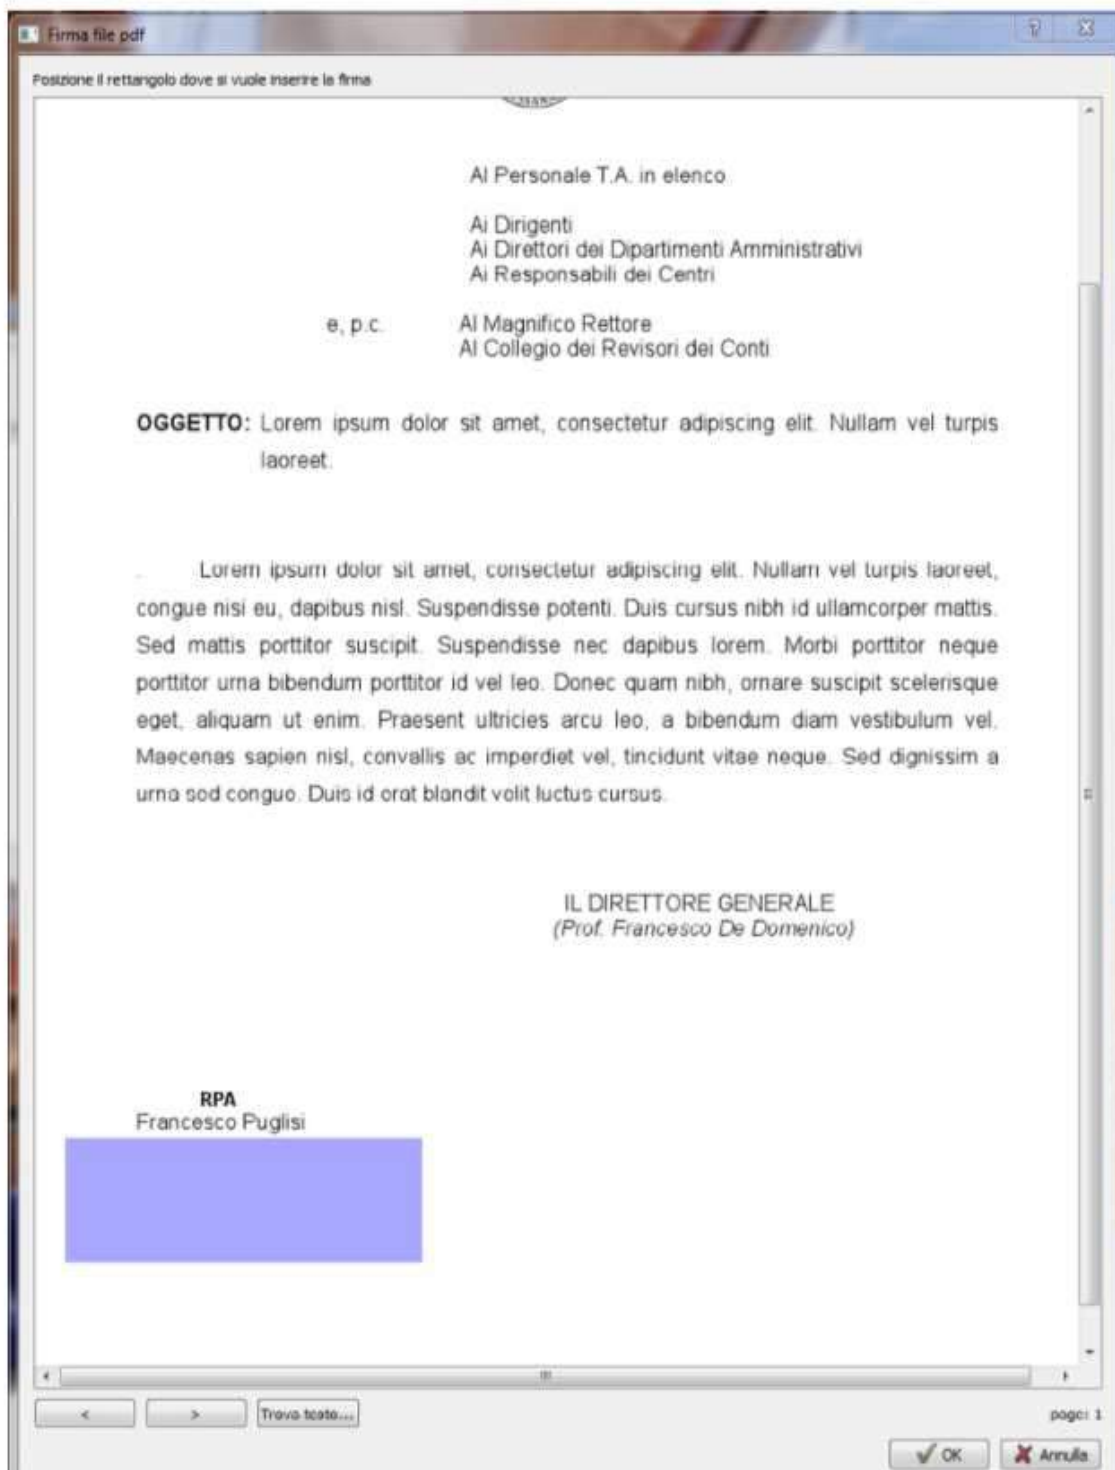 Firma file pdf
Posizione il rettangolo dove si vuole inserire la firma
Al Personale T.A. in elenco
Ai Dirigenti
Ai Direttori dei Dipartimenti Amministrativi
Ai Responsabili dei Centri
e, p.c. Al Magnifico Rettore
Al Collegio dei Revisori dei Conti
OGGETTO: Lorem ipsum dolor sit amet, consectetur adipiscing elit. Nullam vel turpis
laoreet.
. Lorem ipsum dolor sit amet, consectetur adipiscing elit. Nullam vel turpis laoreet,
congue nisi eu, dapibus nisl. Suspendisse potenti. Duis cursus nibh id ullamcorper mattis.
Sed mattis porttitor suscipit. Suspendisse nec dapibus lorem. Morbi porttitor neque
porttitor urna bibendum porttitor id vel leo. Donec quam nibh, ornare suscipit scelerisque
eget, aliquam ut enim. Praesent ultricies arcu leo, a bibendum diam vestibulum vel.
Maecenas sapien nisl, convallis ac imperdiet vel, tincidunt vitae neque. Sed dignissim a
urna sed congue. Duis id erat blandit velit luctus cursus.
IL DIRETTORE GENERALE
(Prof. Francesco De Domenico)
RPA
Francesco Puglisi
< > Trova testo... page: 1
OK Annulla